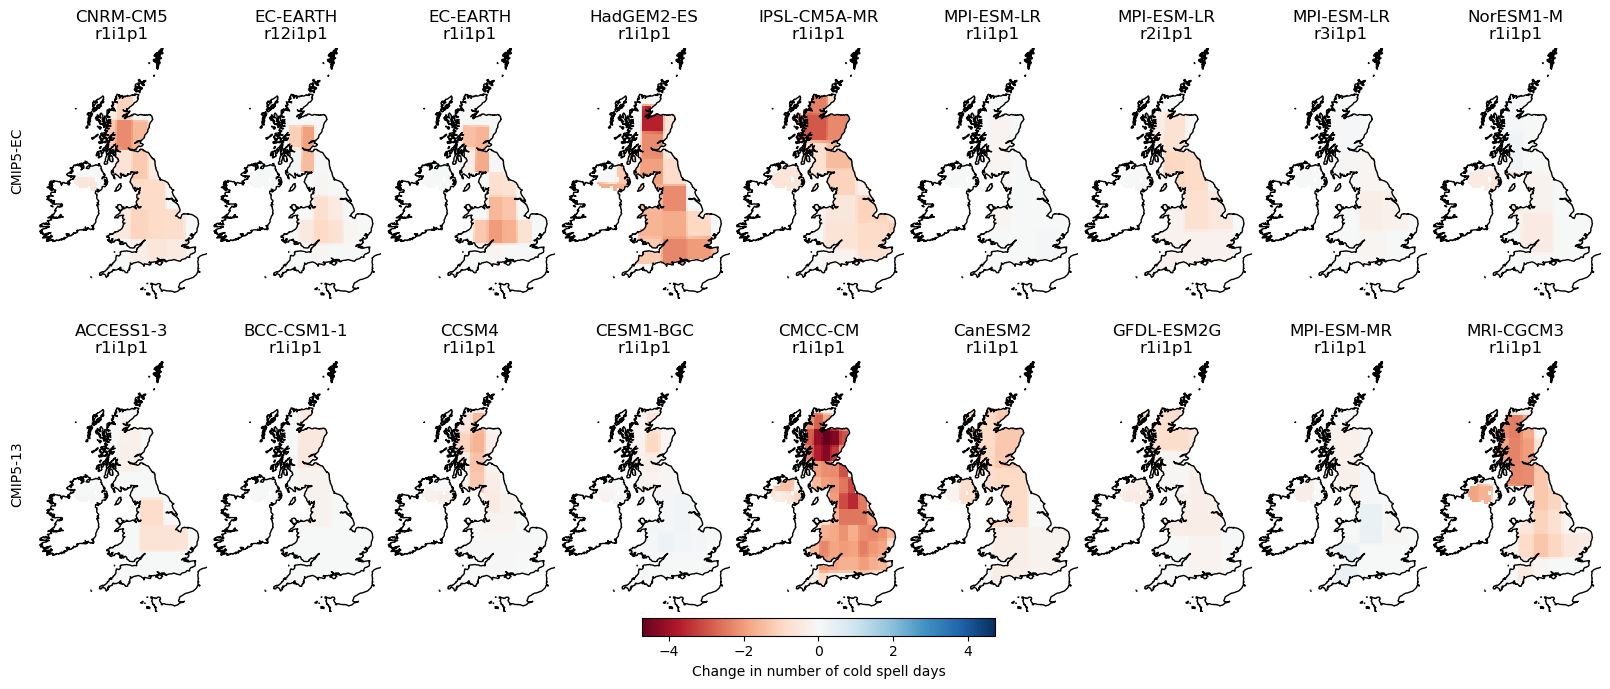 CNRM-CM5 EC-EARTH EC-EARTH HadGEM2-ES IPSL-CM5A-MR MPI-ESM-LR MPI-ESM-LR MPI-ESM-LR NorESM1-M
r1i1p1 r12i1p1 r1i1p1 r1i1p1 r1i1p1 r1i1p1 r2i1p1 r3i1p1 r1i1p1
CMIP5-EC
ACCESS1-3 BCC-CSM1-1 CCSM4 CESM1-BGC CMCC-CM CanESM2 GFDL-ESM2G MPI-ESM-MR MRI-CGCM3
r1i1p1 r1i1p1 r1i1p1 r1i1p1 r1i1p1 r1i1p1 r1i1p1 r1i1p1 r1i1p1
CMIP5-13
−4 −2 0 2 4
Change in number of cold spell days